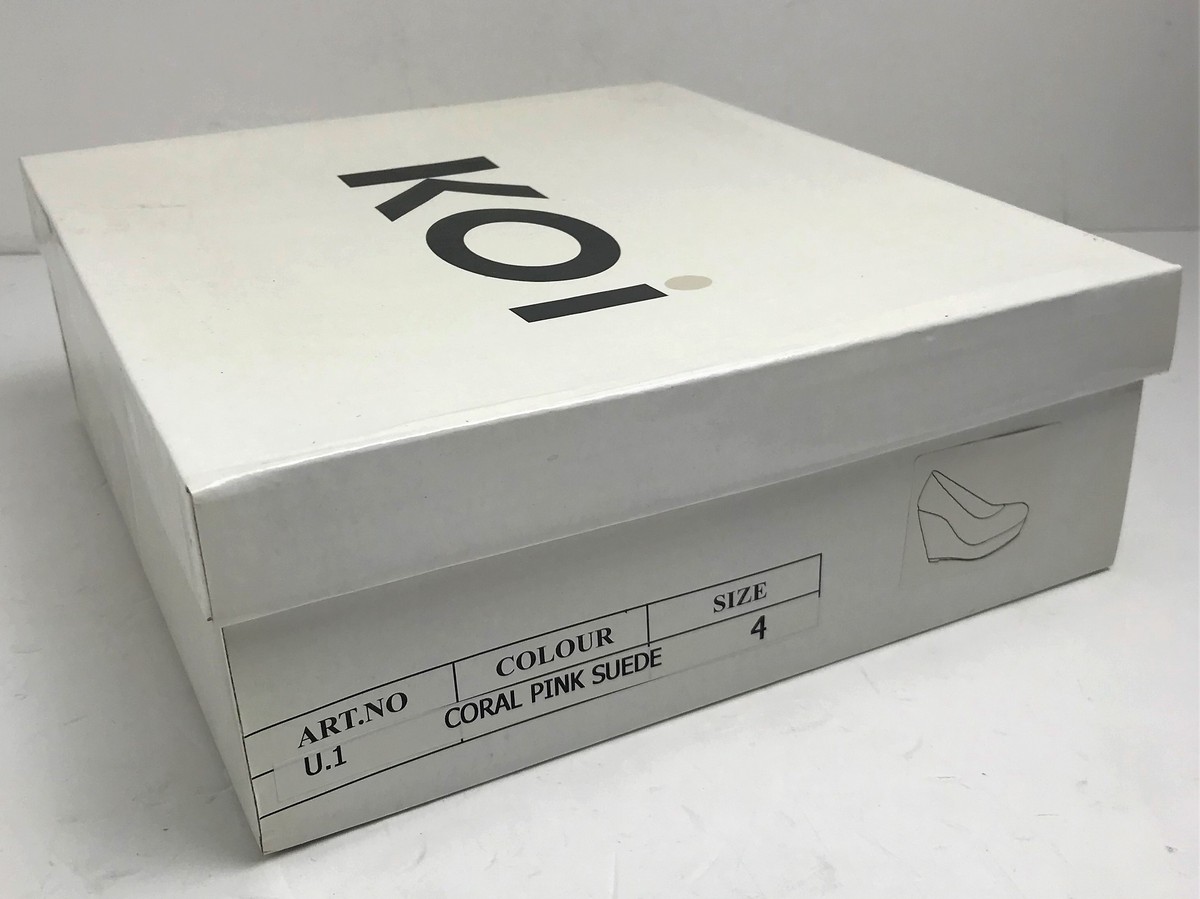 KOi
ART.NO COLOUR SIZE
U.1 CORAL PINK SUEDE 4